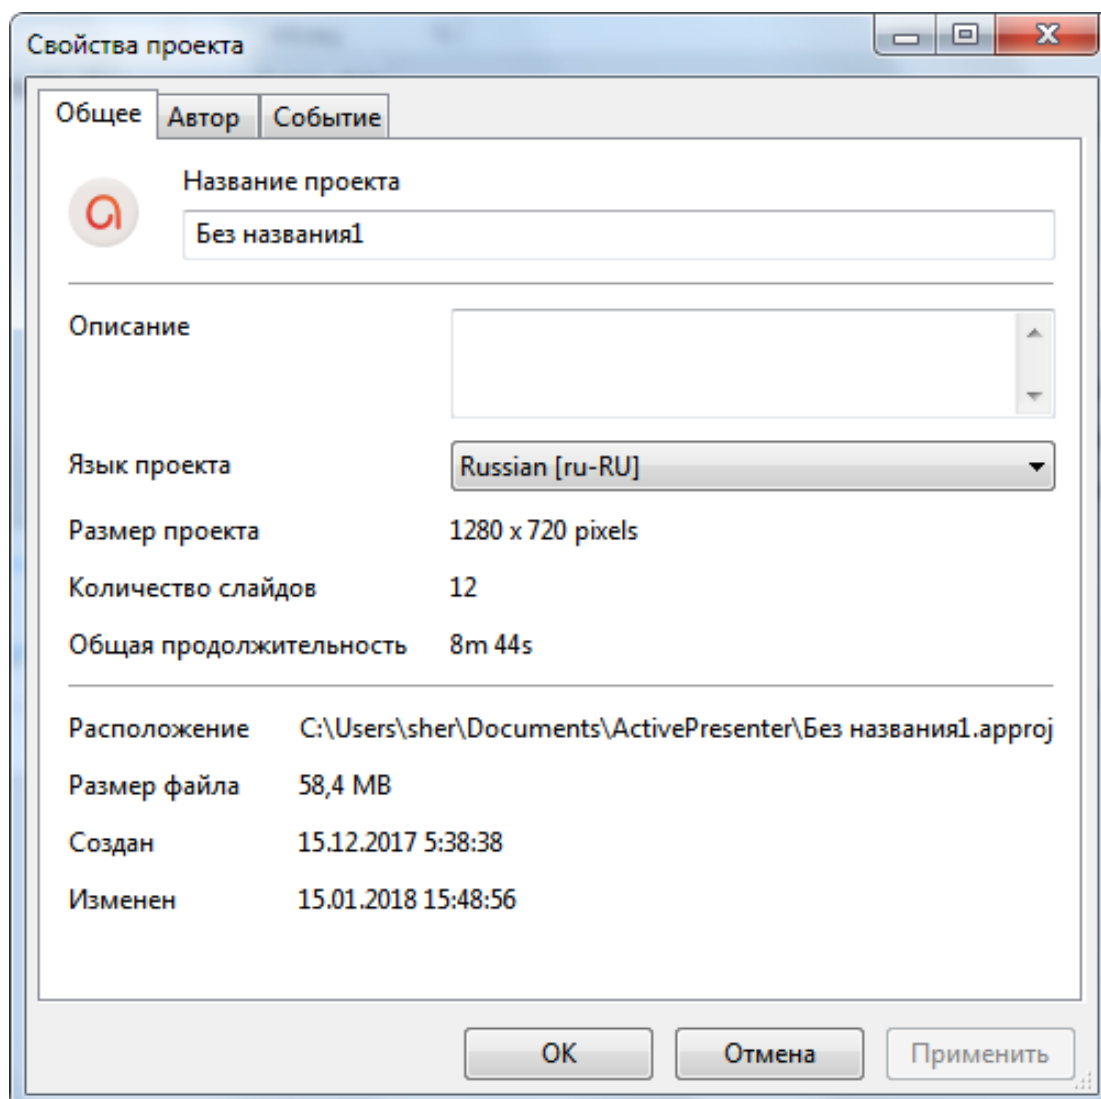 Свойства проекта
Общее Автор Событие
Название проекта
Без названия1
Описание
Язык проекта Russian [ru-RU]
Размер проекта 1280 x 720 pixels
Количество слайдов 12
Общая продолжительность 8m 44s
Расположение C:\Users\sher\Documents\ActivePresenter\Без названия1.approj
Размер файла 58,4 MB
Создан 15.12.2017 5:38:38
Изменен 15.01.2018 15:48:56
OK Отмена Применить